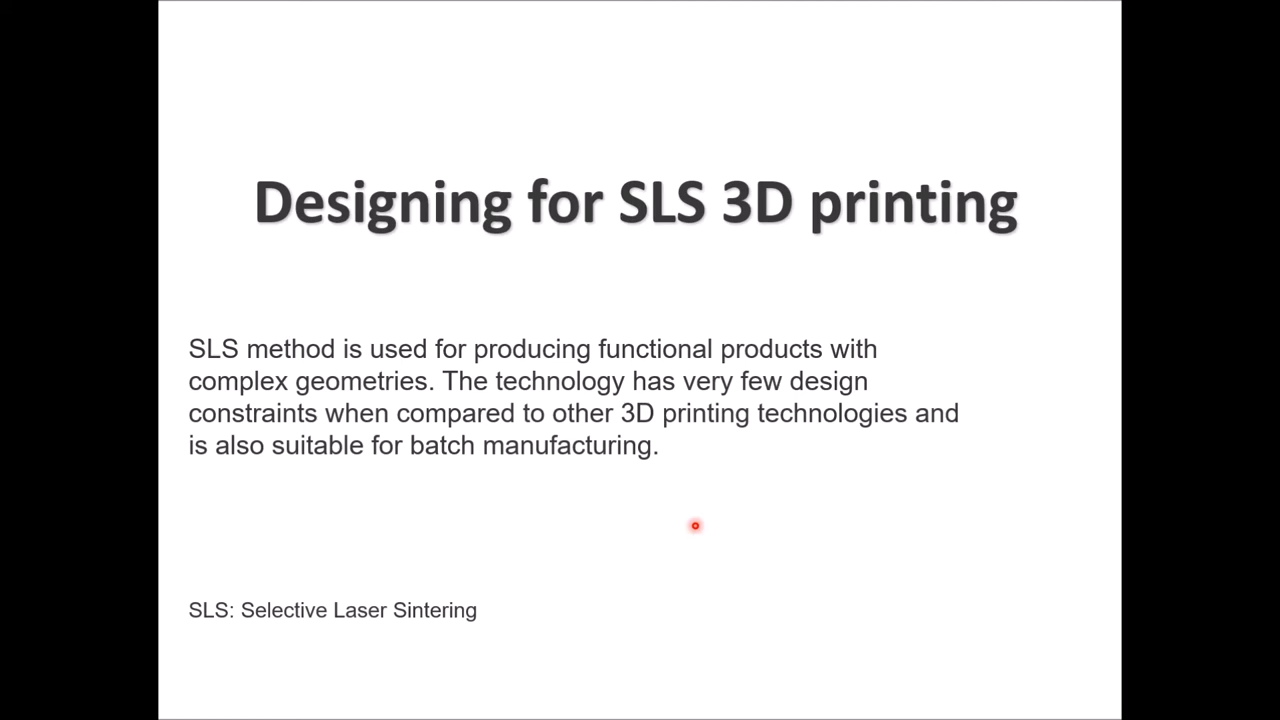 Designing for SLS 3D printing
SLS method is used for producing functional products with
complex geometries. The technology has very few design
constraints when compared to other 3D printing technologies and
is also suitable for batch manufacturing.
SLS: Selective Laser Sintering